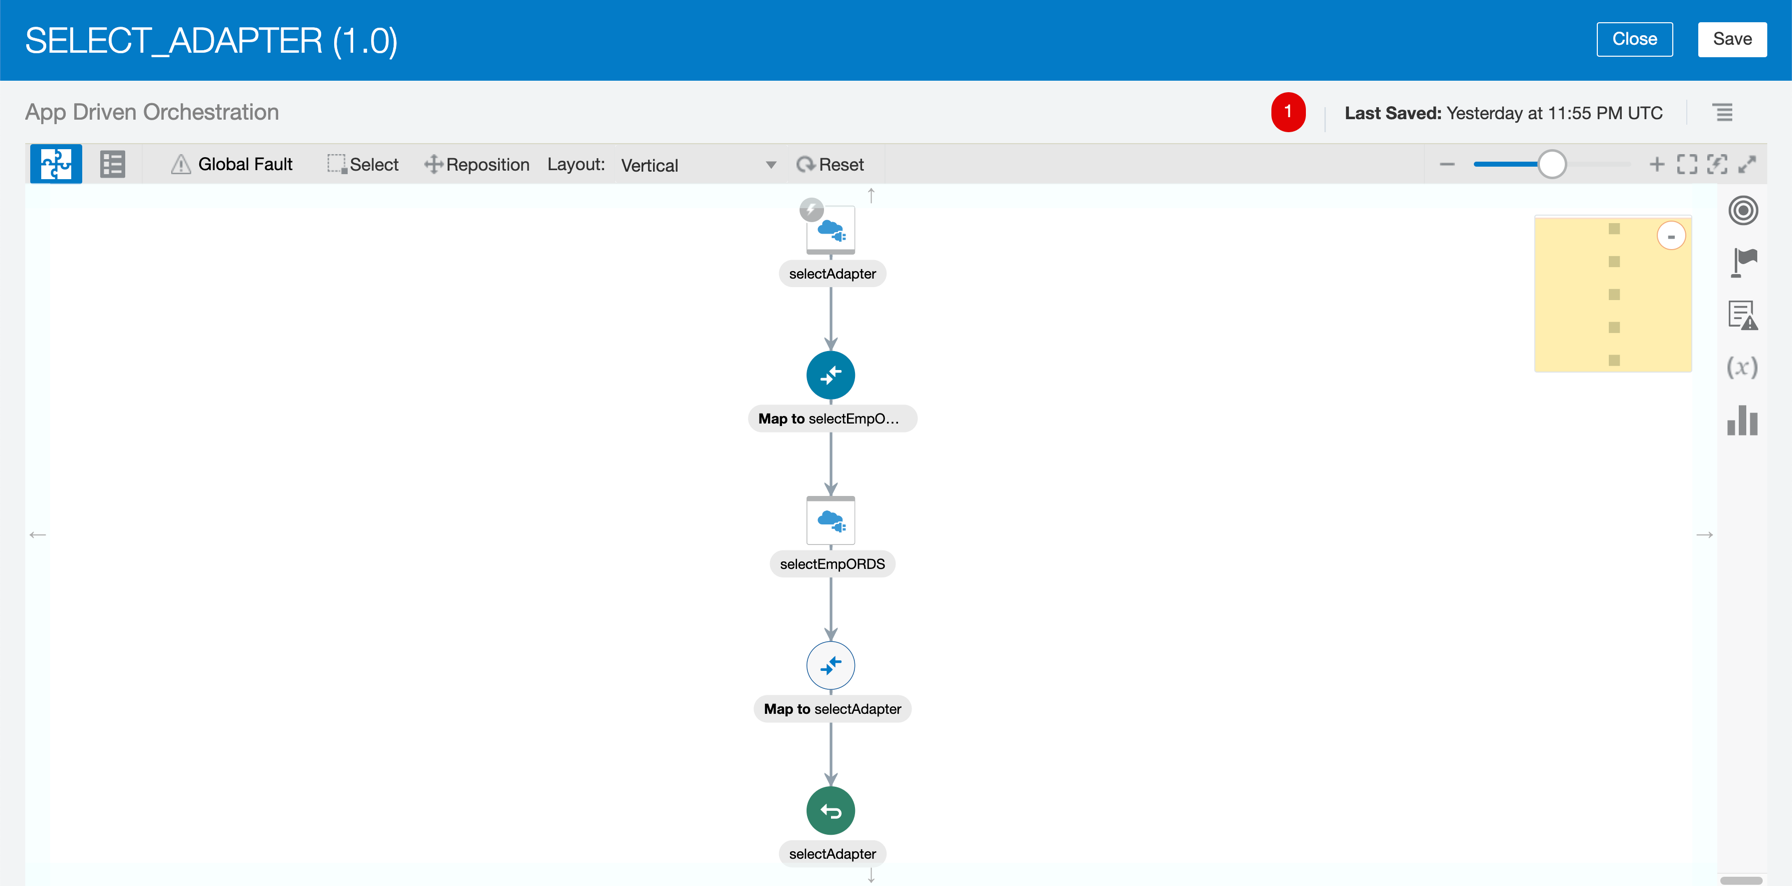 SELECT_ADAPTER (1.0)
Close
Save
App Driven Orchestration
1
Last Saved: Yesterday at 11:55 PM UTC
Global Fault
Select
Reposition
Layout:
Vertical
Reset
selectAdapter
Map to selectEmpO...
selectEmpORDS
Map to selectAdapter
selectAdapter
(x)